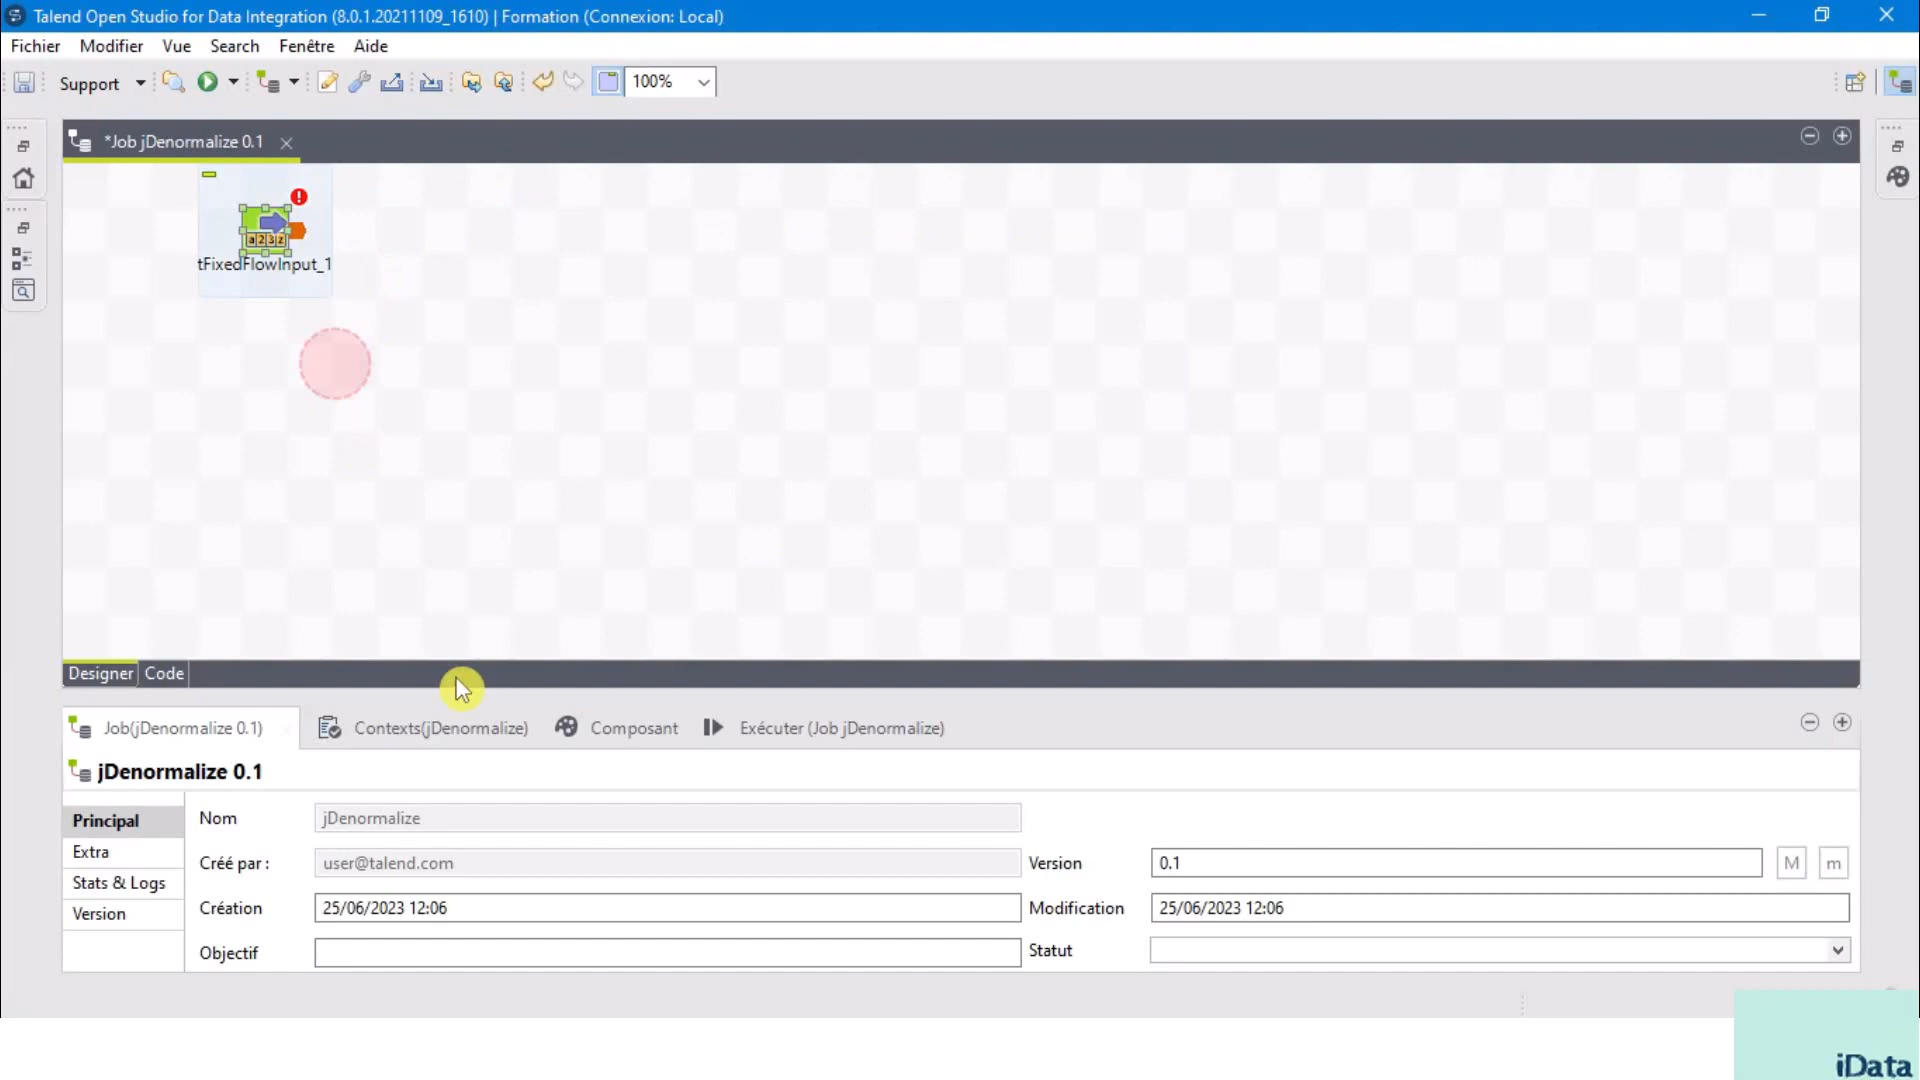 Talend Open Studio for Data Integration (8.0.1.20211109_1610) | Formation (Connexion: Local)
Fichier Modifier Vue Search Fenêtre Aide
Support 100%
*Job jDenormalize 0.1
a23z
tFixedFlowInput_1
Designer Code
Job(jDenormalize 0.1) Contexts(jDenormalize) Composant Exécuter (Job jDenormalize)
jDenormalize 0.1
Principal
Extra
Stats & Logs
Version
Nom jDenormalize
Créé par : user@talend.com Version 0.1 M m
Création 25/06/2023 12:06 Modification 25/06/2023 12:06
Objectif Statut
iData